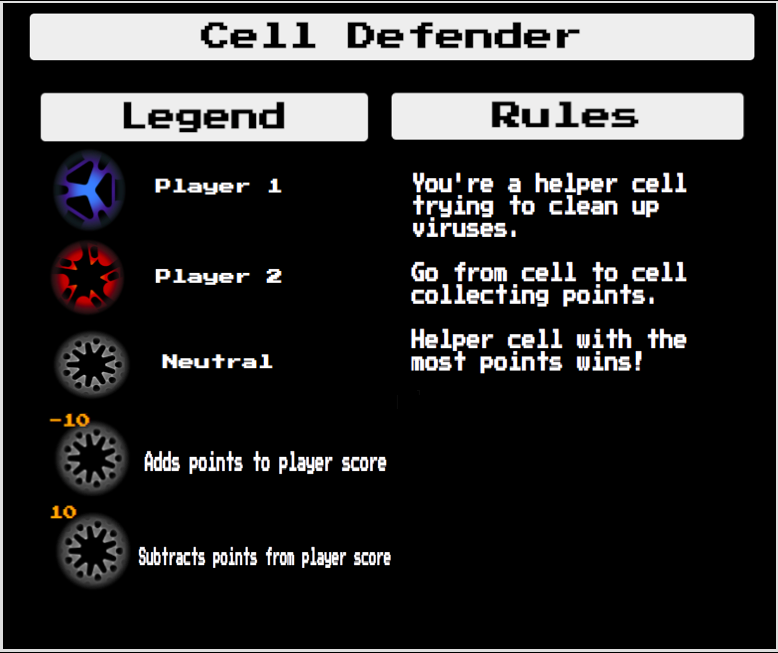 Cell Defender
Legend
Player 1
Player 2
Neutral
-10
Adds points to player score
10
Subtracts points from player score
Rules
You're a helper cell
trying to clean up
viruses.
Go from cell to cell
collecting points.
Helper cell with the
most points wins!